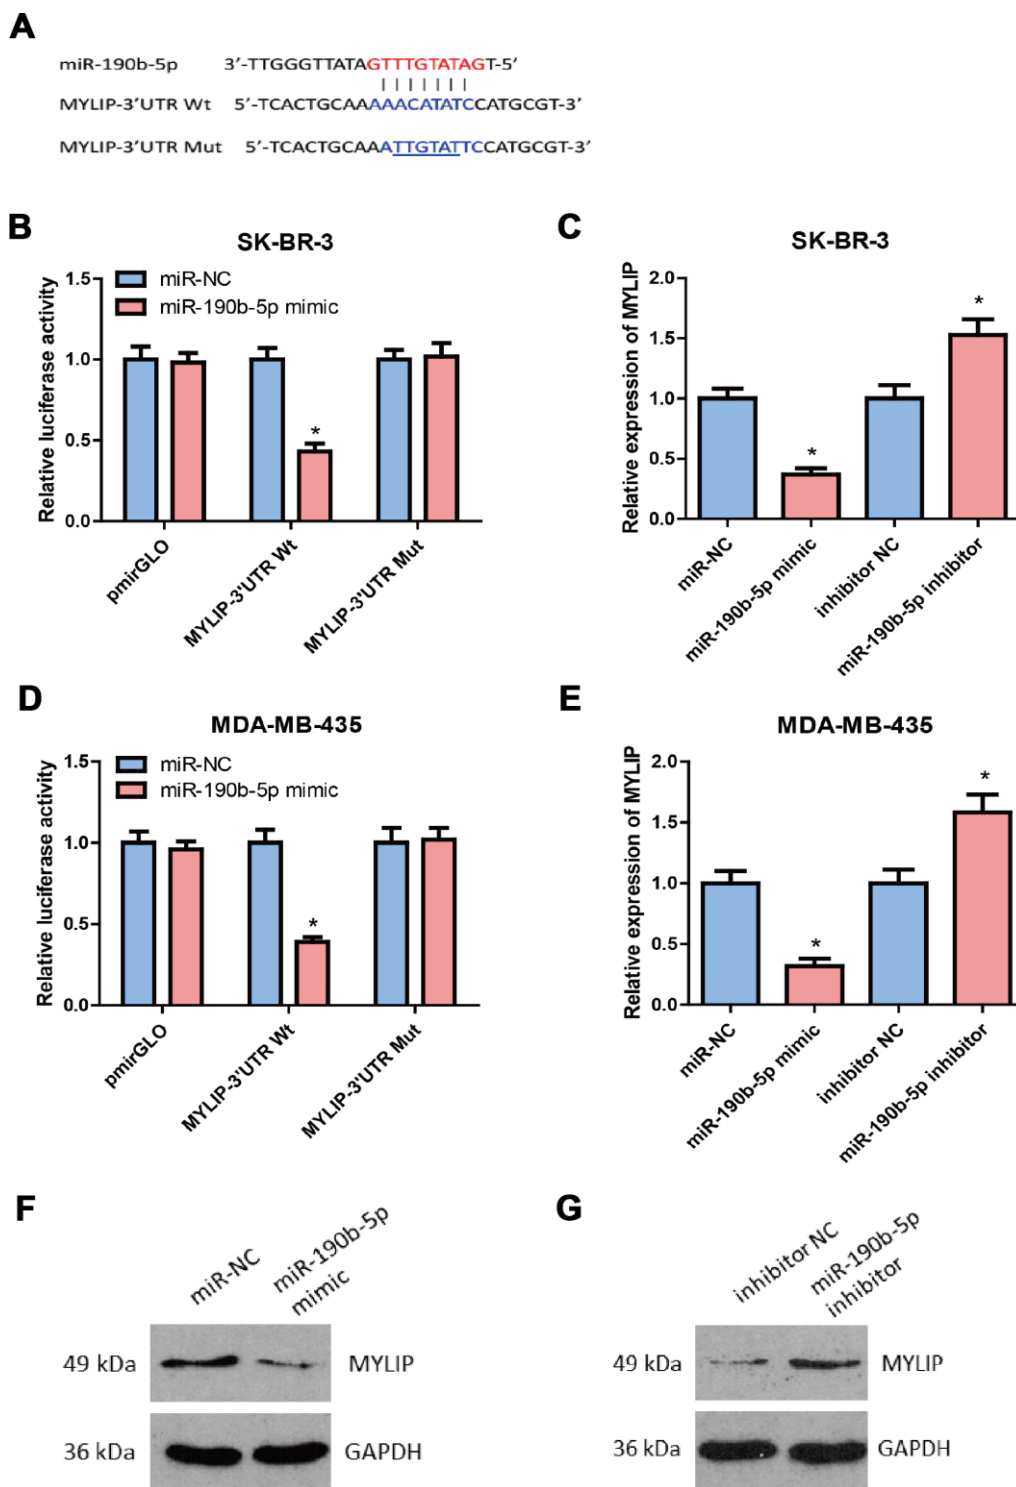 A
miR-190b-5p 3'-TTGGGTTATAGTTTGTATAGT-5'
MYLIP-3'UTR Wt 5'-TCACTGCAAAAACATATCCATGCGT-3'
MYLIP-3'UTR Mut 5'-TCACTGCAAATTGTATTCCATGCGT-3'
B
SK-BR-3
miR-NC
miR-190b-5p mimic
Relative luciferase activity
1.5
1.0
0.5
0.0
*
pmirGLO
MYLIP-3'UTR Wt
MYLIP-3'UTR Mut
C
SK-BR-3
Relative expression of MYLIP
2.0
1.5
1.0
0.5
0.0
*
*
miR-NC
miR-190b-5p mimic
inhibitor NC
miR-190b-5p inhibitor
D
MDA-MB-435
miR-NC
miR-190b-5p mimic
Relative luciferase activity
1.5
1.0
0.5
0.0
*
pmirGLO
MYLIP-3'UTR Wt
MYLIP-3'UTR Mut
E
MDA-MB-435
Relative expression of MYLIP
2.0
1.5
1.0
0.5
0.0
*
*
miR-NC
miR-190b-5p mimic
inhibitor NC
miR-190b-5p inhibitor
F
miR-NC
miR-190b-5p
mimic
49 kDa MYLIP
36 kDa GAPDH
G
inhibitor NC
miR-190b-5p
inhibitor
49 kDa MYLIP
36 kDa GAPDH